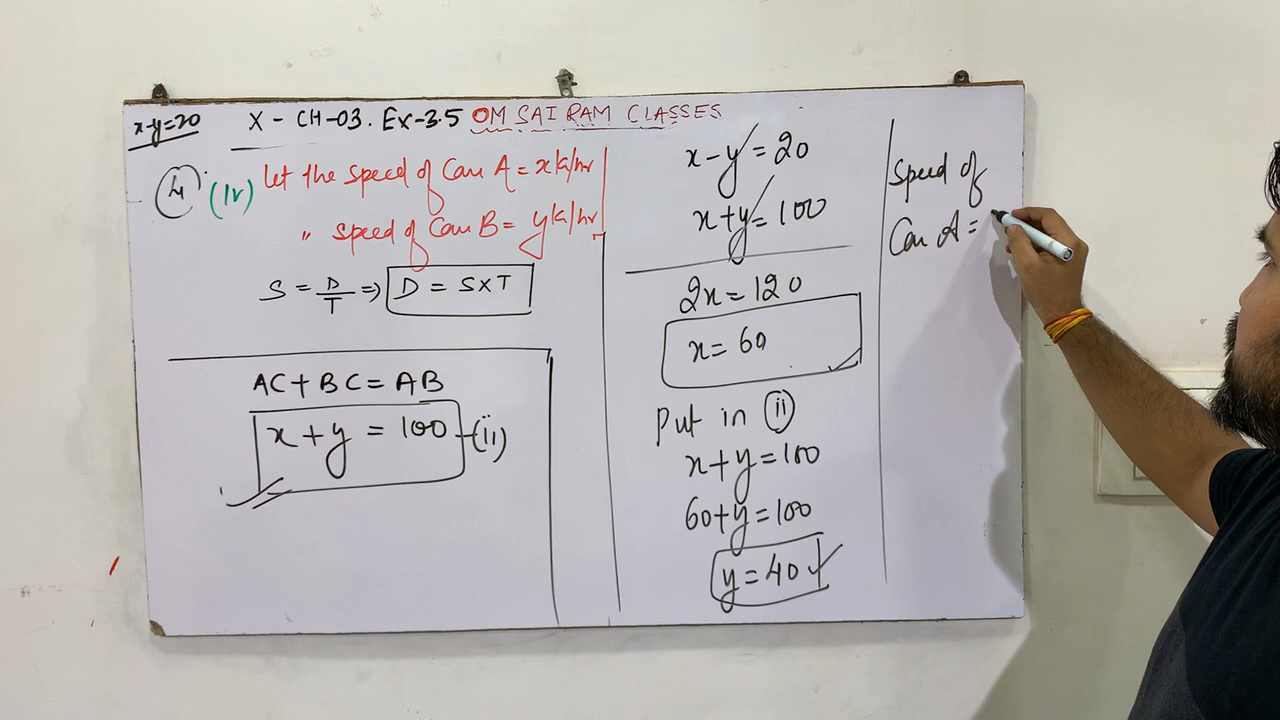 x-y=20
X - CH-03. Ex-3.5 OM SAI RAM CLASSES
4 (iv) let the speed of Car A = x k/hr
" speed of Car B = y k/hr
S = D/T => D = S×T
AC+BC=AB
x+y = 100 -(ii)
x-y=20
x+y=100
2x=120
x=60
Put in (ii)
x+y=100
60+y=100
y=40
Speed of
Car A =